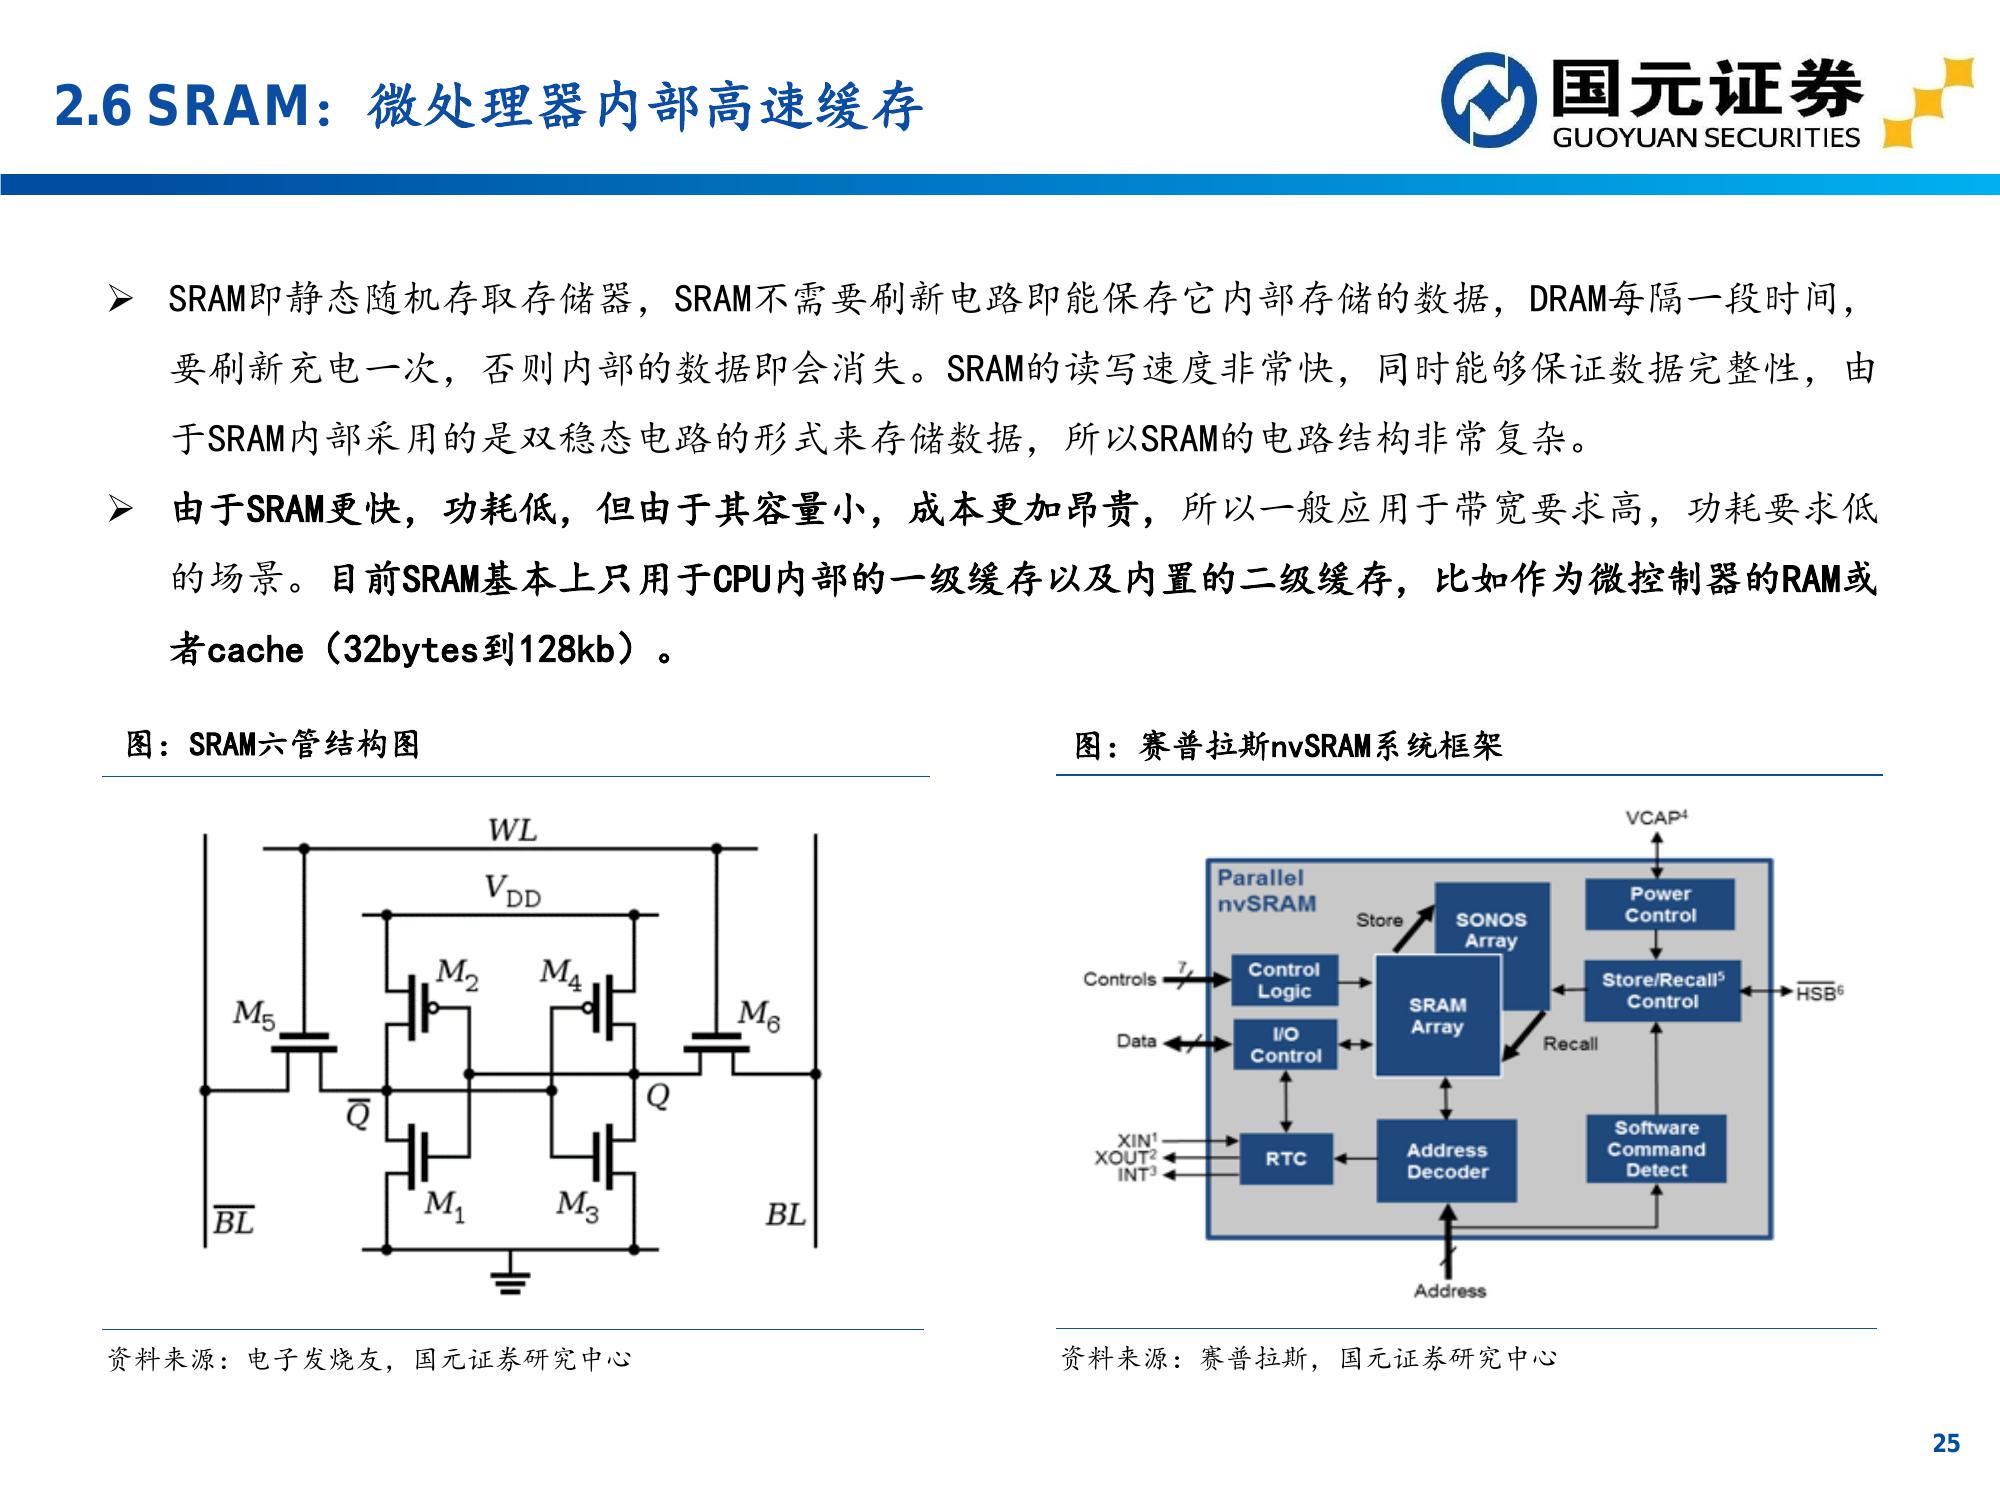 2.6 SRAM：微处理器内部高速缓存
国元证券
GUOYUAN SECURITIES
➢ SRAM即静态随机存取存储器，SRAM不需要刷新电路即能保存它内部存储的数据，DRAM每隔一段时间，
要刷新充电一次，否则内部的数据即会消失。SRAM的读写速度非常快，同时能够保证数据完整性，由
于SRAM内部采用的是双稳态电路的形式来存储数据，所以SRAM的电路结构非常复杂。
➢ 由于SRAM更快，功耗低，但由于其容量小，成本更加昂贵，所以一般应用于带宽要求高，功耗要求低
的场景。目前SRAM基本上只用于CPU内部的一级缓存以及内置的二级缓存，比如作为微控制器的RAM或
者cache（32bytes到128kb）。
图：SRAM六管结构图
WL
V_DD
M_2
M_4
M_5
M_6
Q̅
Q
M_1
M_3
B̅L̅
BL
资料来源：电子发烧友，国元证券研究中心
图：赛普拉斯nvSRAM系统框架
VCAP⁴
Parallel
nvSRAM
Store
SONOS
Array
Power
Control
Controls
7
Control
Logic
SRAM
Array
Store/Recall⁵
Control
H̅S̅B̅⁶
Data
I/O
Control
Recall
XIN¹
XOUT²
INT³
RTC
Address
Decoder
Software
Command
Detect
Address
资料来源：赛普拉斯，国元证券研究中心
25